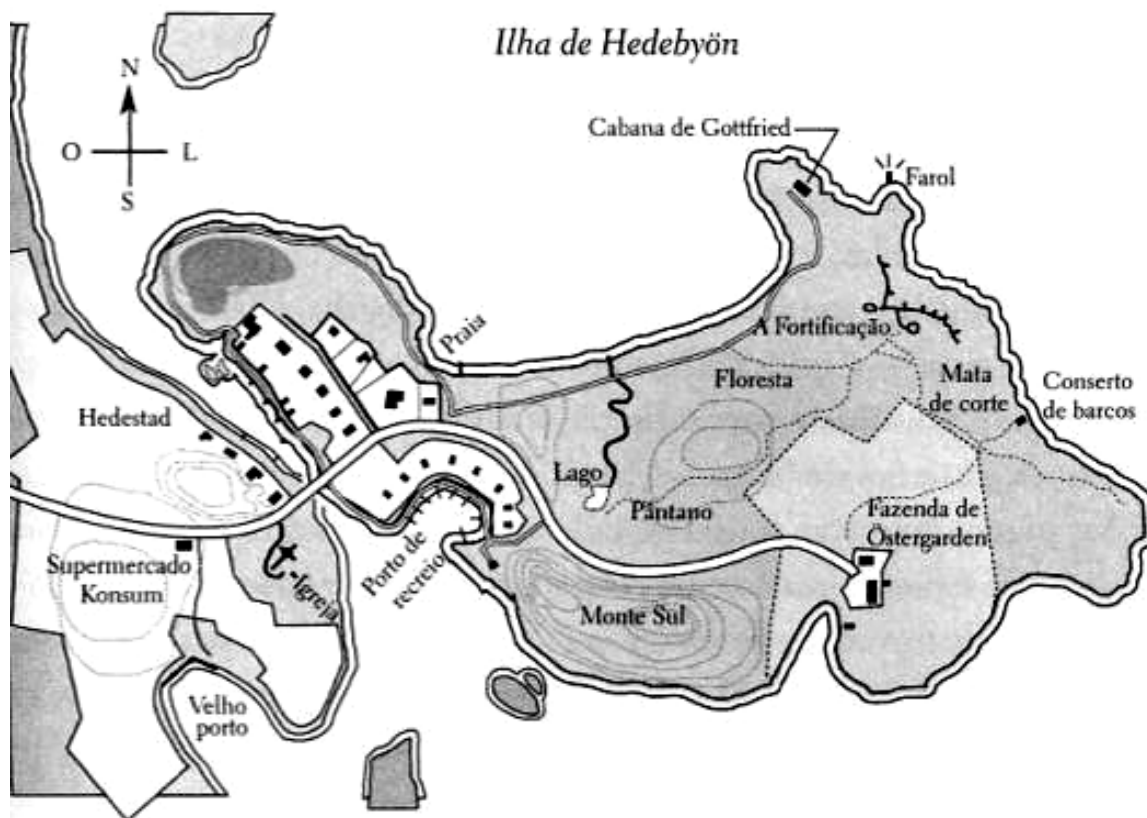 Ilha de Hedebyön
N
O
L
S
Cabana de Gottfried
Farol
Praia
A Fortificação
Floresta
Mata
de corte
Conserto
de barcos
Hedestad
Lago
Pântano
Fazenda de
Östergarden
Supermercado
Konsum
Igreja
Porto de
recreio
Monte Sul
Velho
porto